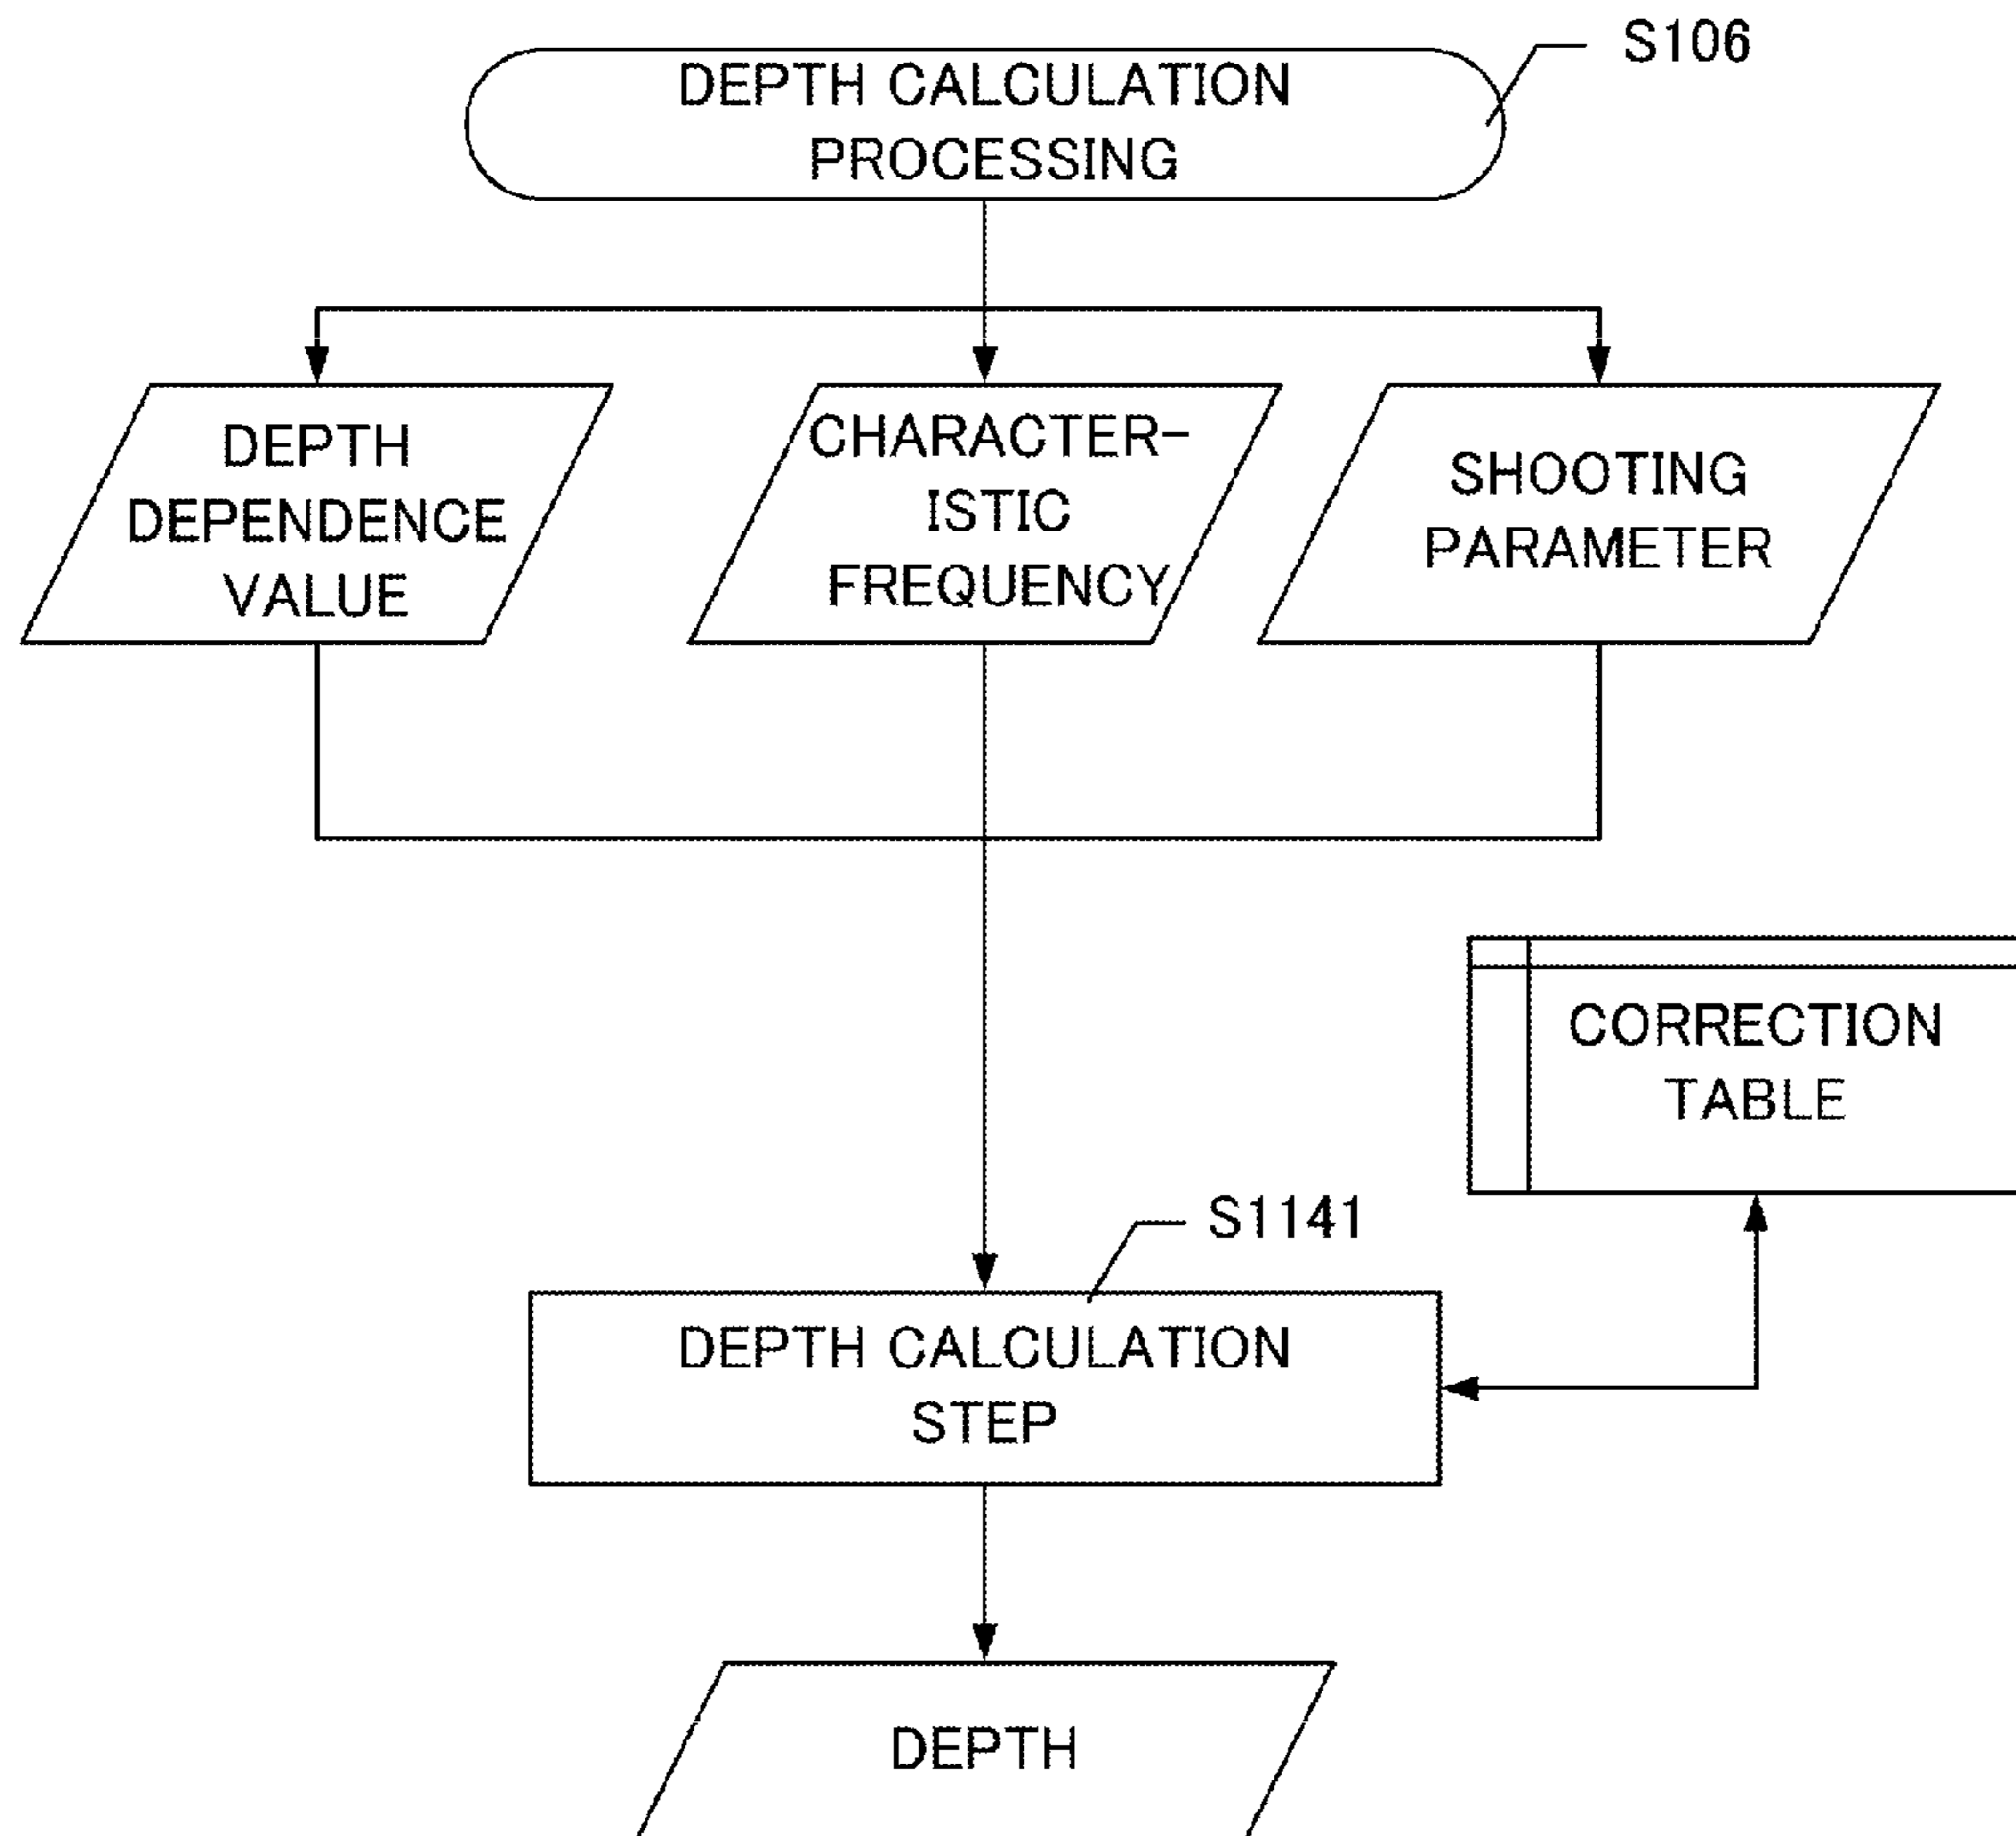 S106
DEPTH CALCULATION
PROCESSING
DEPTH
DEPENDENCE
VALUE
CHARACTER-
ISTIC
FREQUENCY
SHOOTING
PARAMETER
CORRECTION
TABLE
S1141
DEPTH CALCULATION
STEP
DEPTH